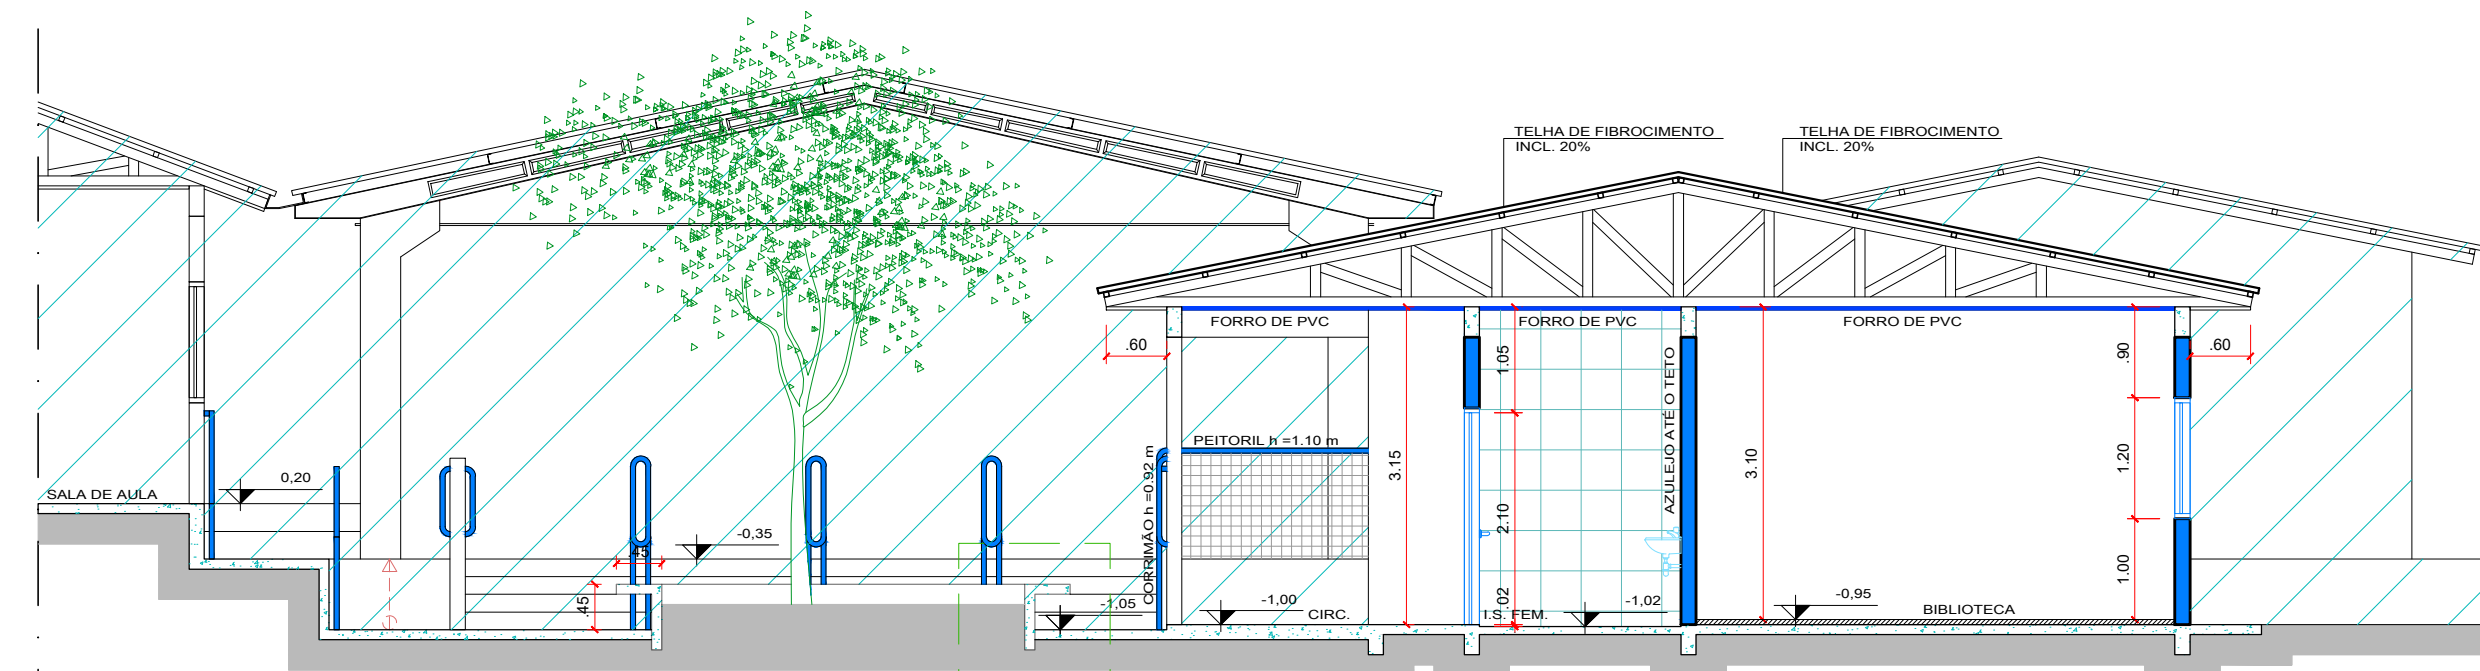 TELHA DE FIBROCIMENTO
INCL. 20%
TELHA DE FIBROCIMENTO
INCL. 20%
FORRO DE PVC
FORRO DE PVC
FORRO DE PVC
.60
.60
1.05
.90
AZULEJO ATÉ O TETO
PEITORIL h =1.10 m
CORRIMÃO h =0.92 m
3.15
3.10
1.20
2.10
1.00
.02
SALA DE AULA
0,20
-0,35
.45
.45
-1,05
-1,00
CIRC.
I.S. FEM.
-1,02
-0,95
BIBLIOTECA